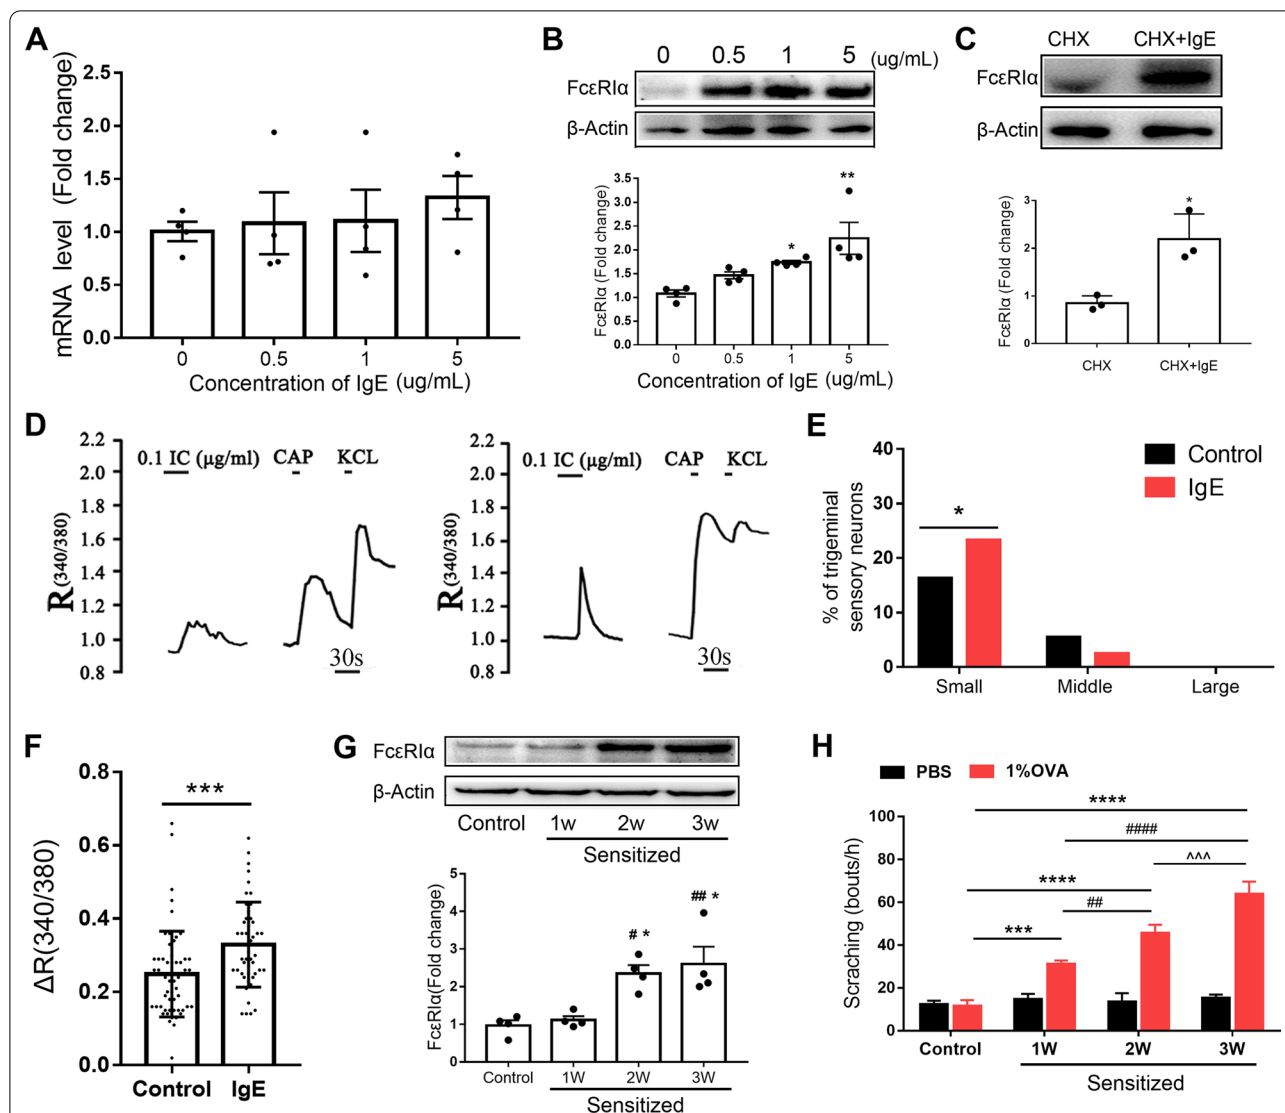 A
2.5
2.0
1.5
1.0
0.5
0.0
mRNA level (Fold change)
0 0.5 1 5
Concentration of IgE (ug/mL)
B
0 0.5 1 5 (ug/mL)
FcεRIα
β-Actin
3.5
3.0
2.5
2.0
1.5
1.0
0.5
0.0
FcεRIα (Fold change)
* **
0 0.5 1 5
Concentration of IgE (ug/mL)
C
CHX CHX+IgE
FcεRIα
β-Actin
3
2
1
0
FcεRIα (Fold change)
*
CHX CHX+IgE
D
2.2
2.0
1.8
1.6
1.4
1.2
1.0
0.8
R(340/380)
0.1 IC (μg/ml) CAP KCL
30s
2.2
2.0
1.8
1.6
1.4
1.2
1.0
0.8
R(340/380)
0.1 IC (μg/ml) CAP KCL
30s
E
40
30
20
10
0
% of trigeminal
sensory neurons
Control
IgE
*
Small Middle Large
F
0.8
0.6
0.4
0.2
0.0
ΔR(340/380)
***
Control IgE
G
FcεRIα
β-Actin
Control 1w 2w 3w
Sensitized
5
4
3
2
1
0
FcεRIα(Fold change)
# * ## *
Control 1W 2W 3W
Sensitized
H
PBS 1%OVA
100
80
60
40
20
0
Scraching (bouts/h)
****
####
^^^
****
##
***
Control 1W 2W 3W
Sensitized